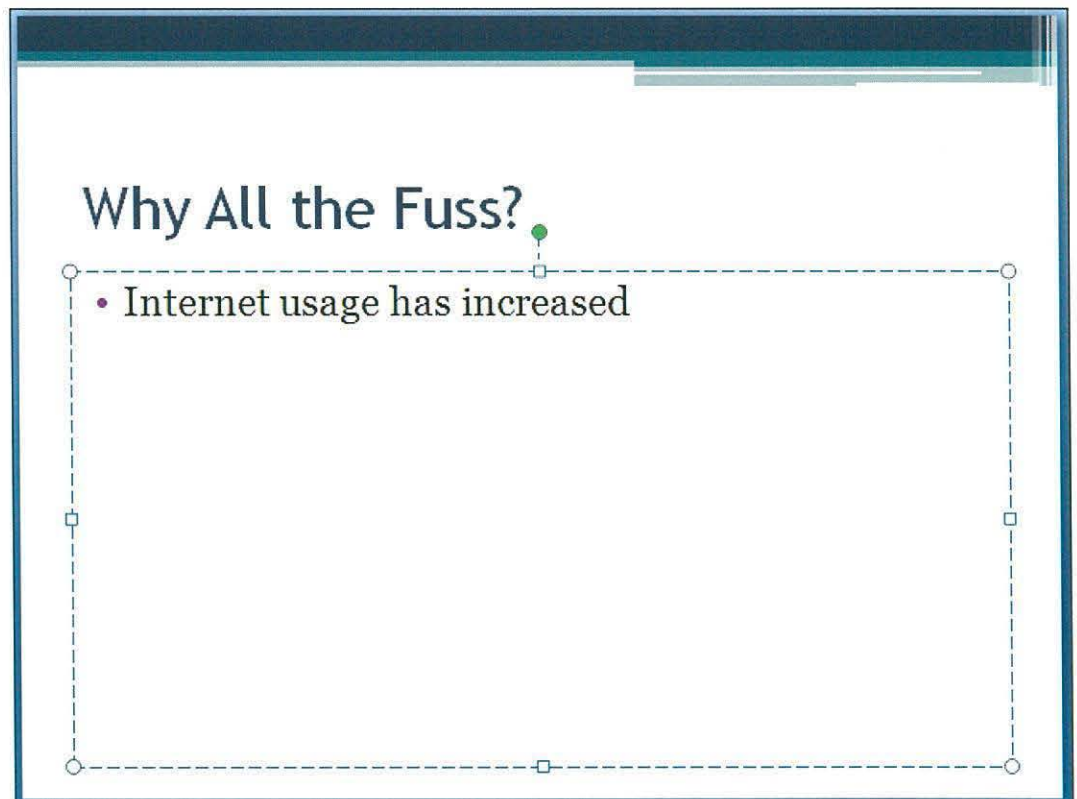 Why All the Fuss?
• Internet usage has increased